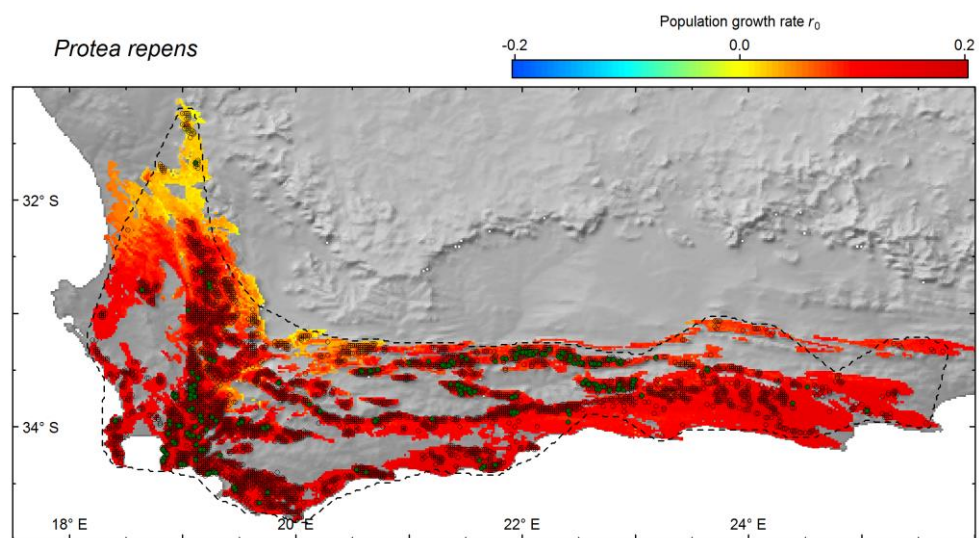 Population growth rate r0
Protea repens
-0.2 0.0 0.2
32° S
34° S
18° E 20° E 22° E 24° E